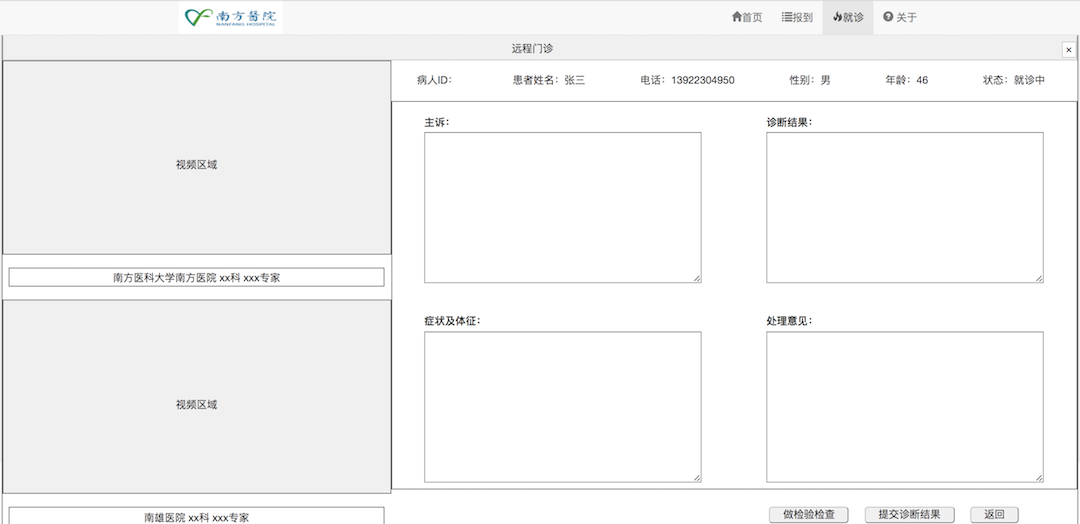 南方醫院
NANFANG HOSPITAL
首页 报到 就诊 关于
远程门诊
×
病人ID： 患者姓名：张三 电话：13922304950 性别：男 年龄：46 状态：就诊中
视频区域
南方医科大学南方医院 xx科 xxx专家
视频区域
南雄医院 xx科 xxx专家
主诉： 诊断结果：
症状及体征： 处理意见：
做检验检查 提交诊断结果 返回